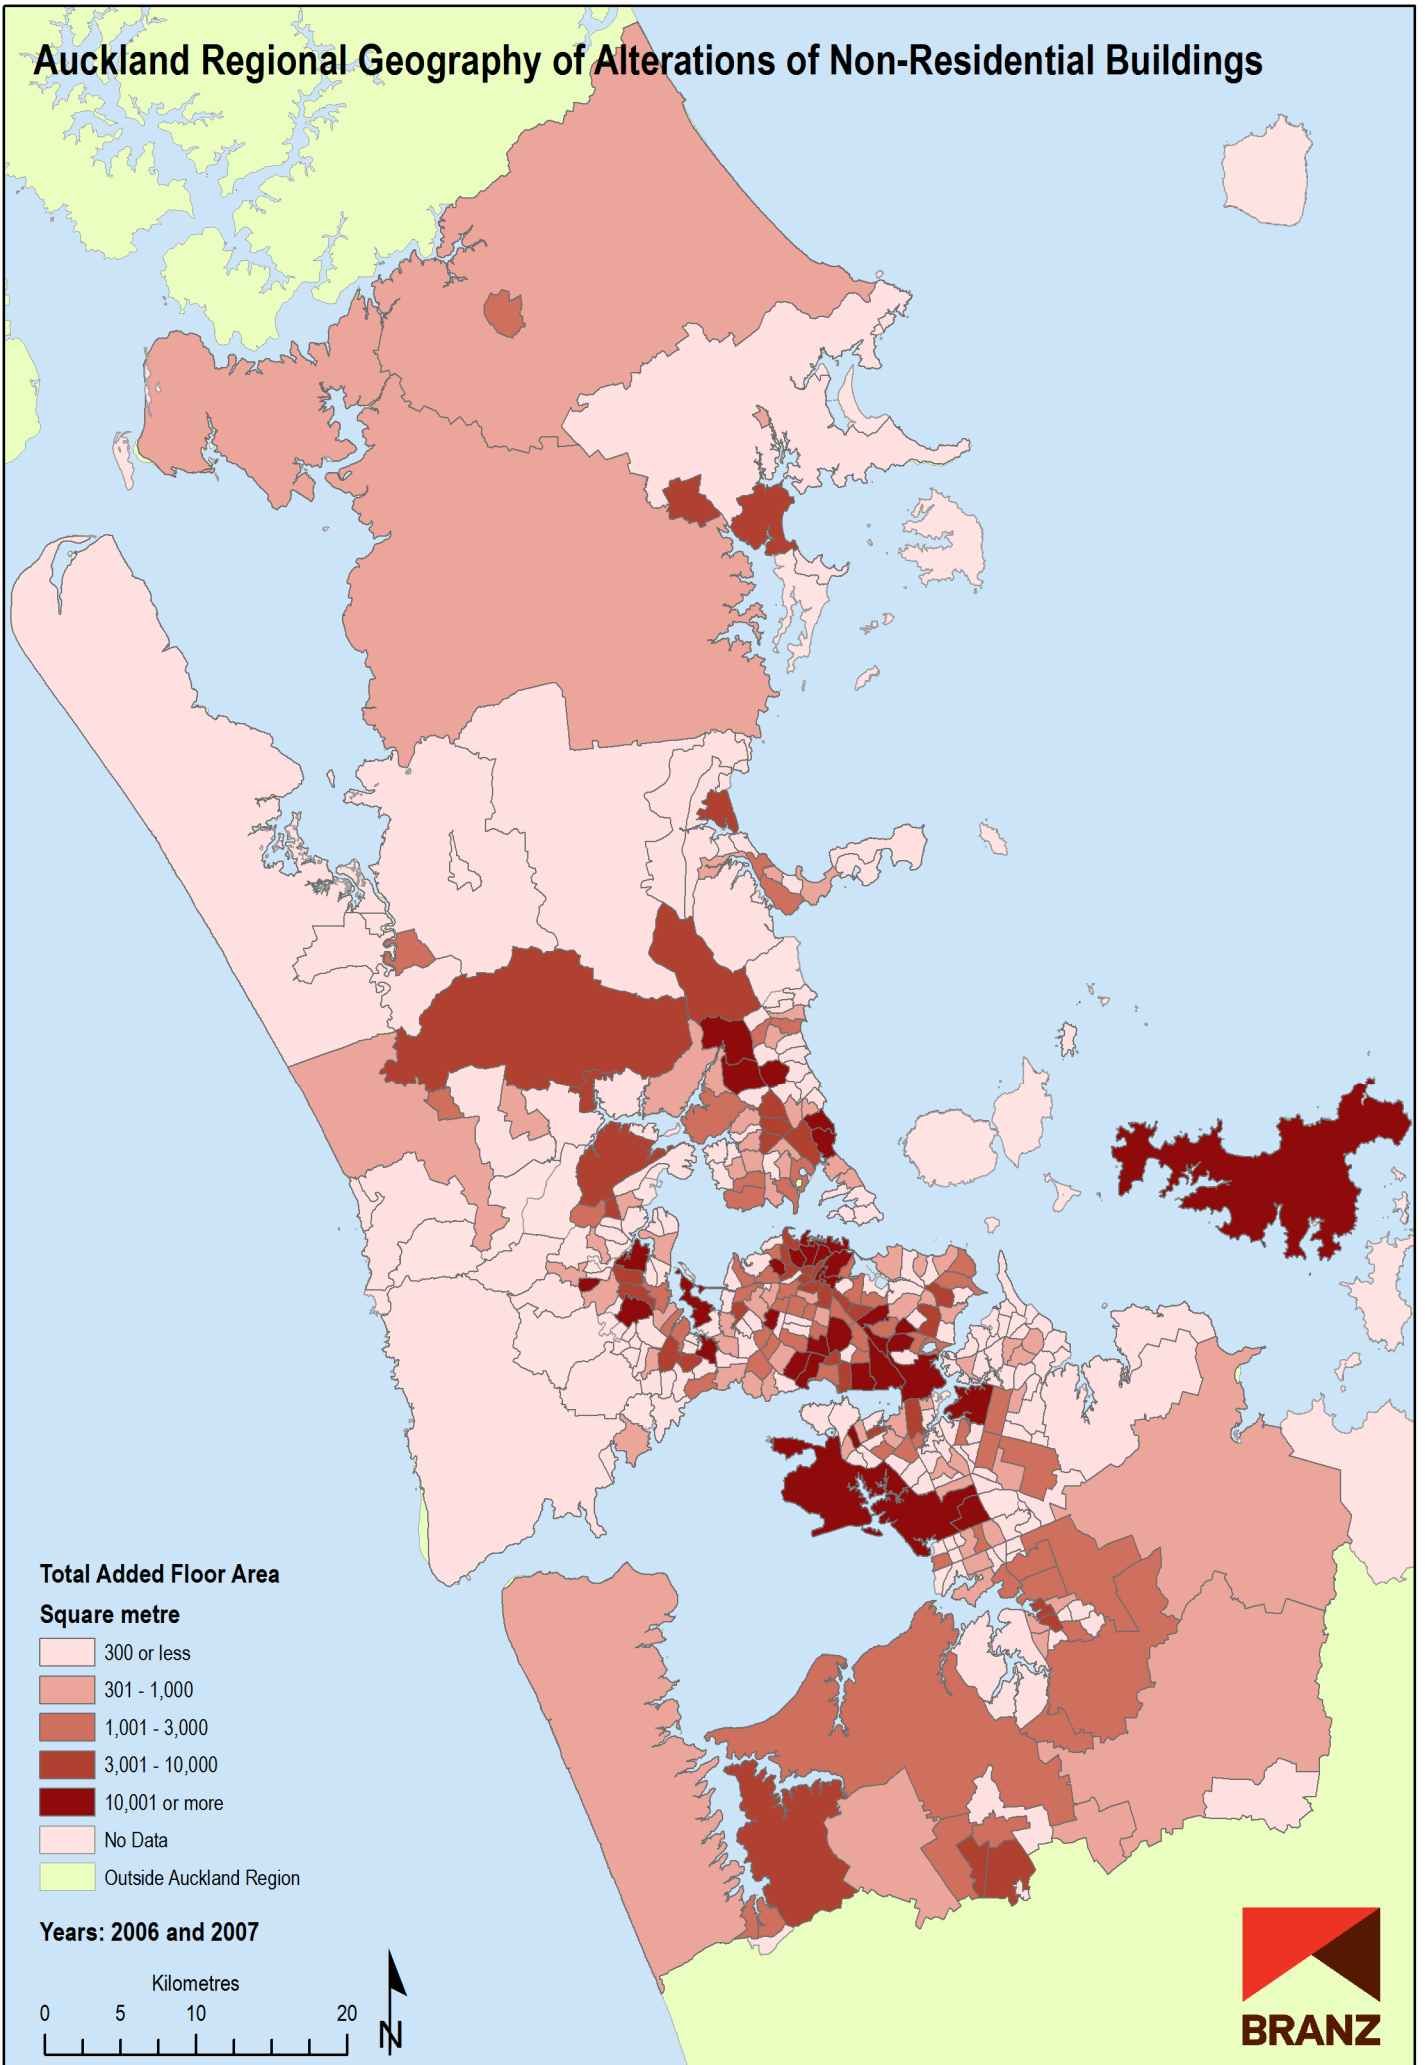 Auckland Regional Geography of Alterations of Non-Residential Buildings
Total Added Floor Area
Square metre
300 or less
301 - 1,000
1,001 - 3,000
3,001 - 10,000
10,001 or more
No Data
Outside Auckland Region
Years: 2006 and 2007
Kilometres
0 5 10 20
N
BRANZ